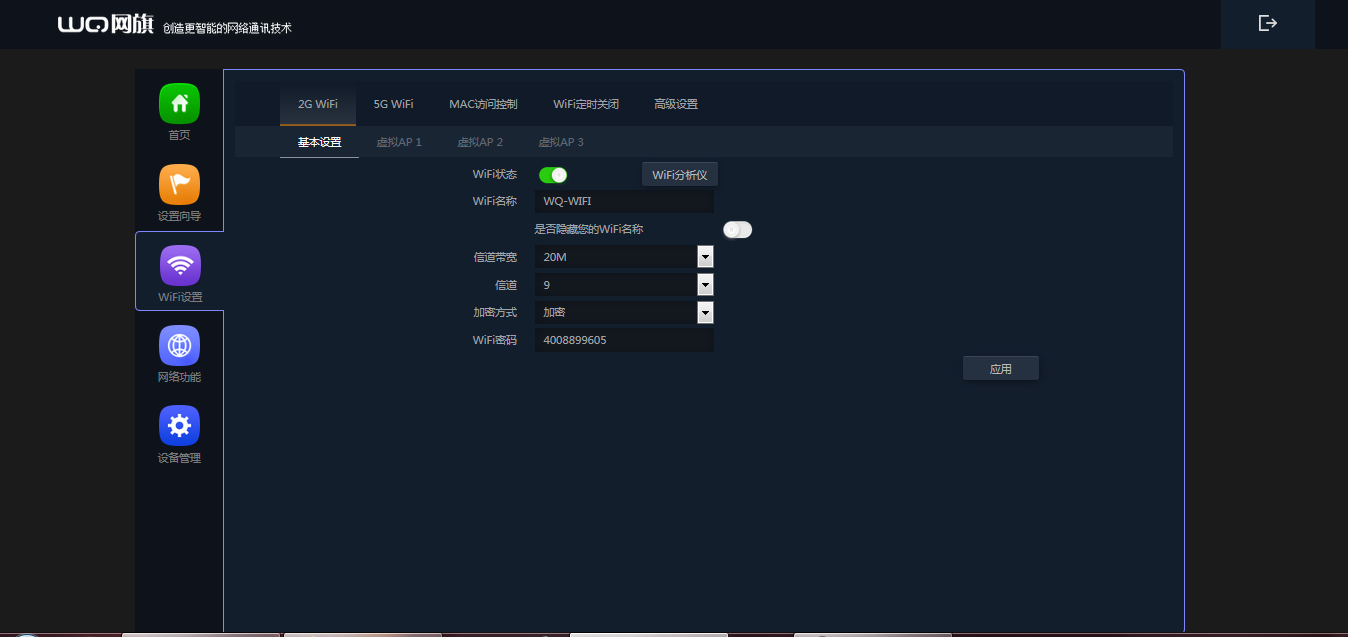 WQ网旗 创造更智能的网络通讯技术
首页
设置向导
WiFi设置
网络功能
设备管理
2G WiFi 5G WiFi MAC访问控制 WiFi定时关闭 高级设置
基本设置 虚拟AP 1 虚拟AP 2 虚拟AP 3
WiFi状态 WiFi分析仪
WiFi名称 WQ-WIFI
是否隐藏您的WiFi名称
信道带宽 20M
信道 9
加密方式 加密
WiFi密码 4008899605
应用